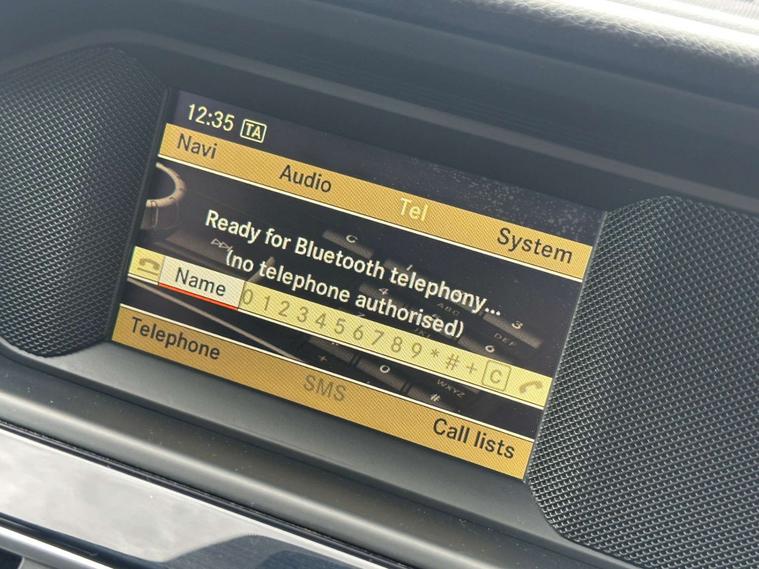 12:35 TA
Navi Audio Tel System
Ready for Bluetooth telephony...
(no telephone authorised)
Name 0 1 2 3 4 5 6 7 8 9 * # + C
Telephone SMS Call lists